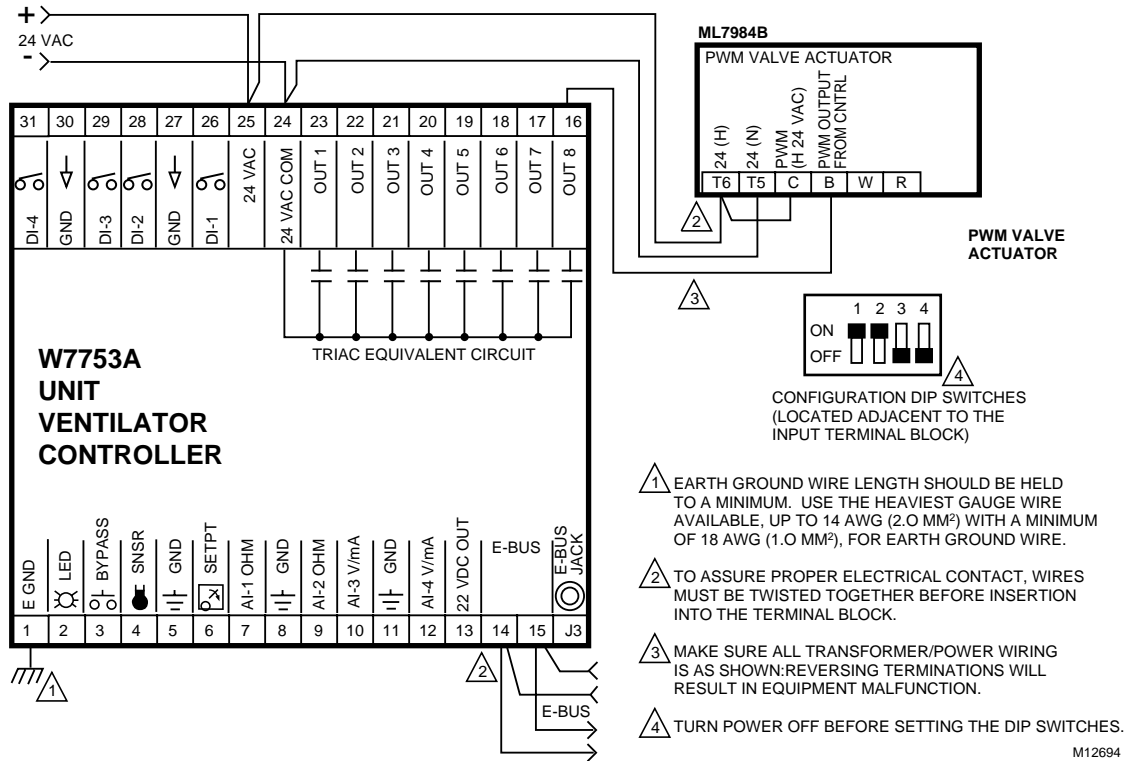 +
24 VAC
-
ML7984B
PWM VALVE ACTUATOR
24 (H)
24 (N)
PWM
(H 24 VAC)
PWM OUTPUT
FROM CNTRL
T6 T5 C B W R
2
3
PWM VALVE
ACTUATOR
31 30 29 28 27 26 25 24 23 22 21 20 19 18 17 16
DI-4
GND
DI-3
DI-2
GND
DI-1
24 VAC
24 VAC COM
OUT 1
OUT 2
OUT 3
OUT 4
OUT 5
OUT 6
OUT 7
OUT 8
TRIAC EQUIVALENT CIRCUIT
W7753A
UNIT
VENTILATOR
CONTROLLER
1 2 3 4
ON
OFF
4
CONFIGURATION DIP SWITCHES
(LOCATED ADJACENT TO THE
INPUT TERMINAL BLOCK)
E GND
LED
BYPASS
SNSR
GND
SETPT
AI-1 OHM
GND
AI-2 OHM
AI-3 V/mA
GND
AI-4 V/mA
22 VDC OUT
E-BUS
E-BUS
JACK
1 2 3 4 5 6 7 8 9 10 11 12 13 14 15 J3
1
2
E-BUS
1 EARTH GROUND WIRE LENGTH SHOULD BE HELD
TO A MINIMUM. USE THE HEAVIEST GAUGE WIRE
AVAILABLE, UP TO 14 AWG (2.O MM²) WITH A MINIMUM
OF 18 AWG (1.O MM²), FOR EARTH GROUND WIRE.
2 TO ASSURE PROPER ELECTRICAL CONTACT, WIRES
MUST BE TWISTED TOGETHER BEFORE INSERTION
INTO THE TERMINAL BLOCK.
3 MAKE SURE ALL TRANSFORMER/POWER WIRING
IS AS SHOWN:REVERSING TERMINATIONS WILL
RESULT IN EQUIPMENT MALFUNCTION.
4 TURN POWER OFF BEFORE SETTING THE DIP SWITCHES.
M12694